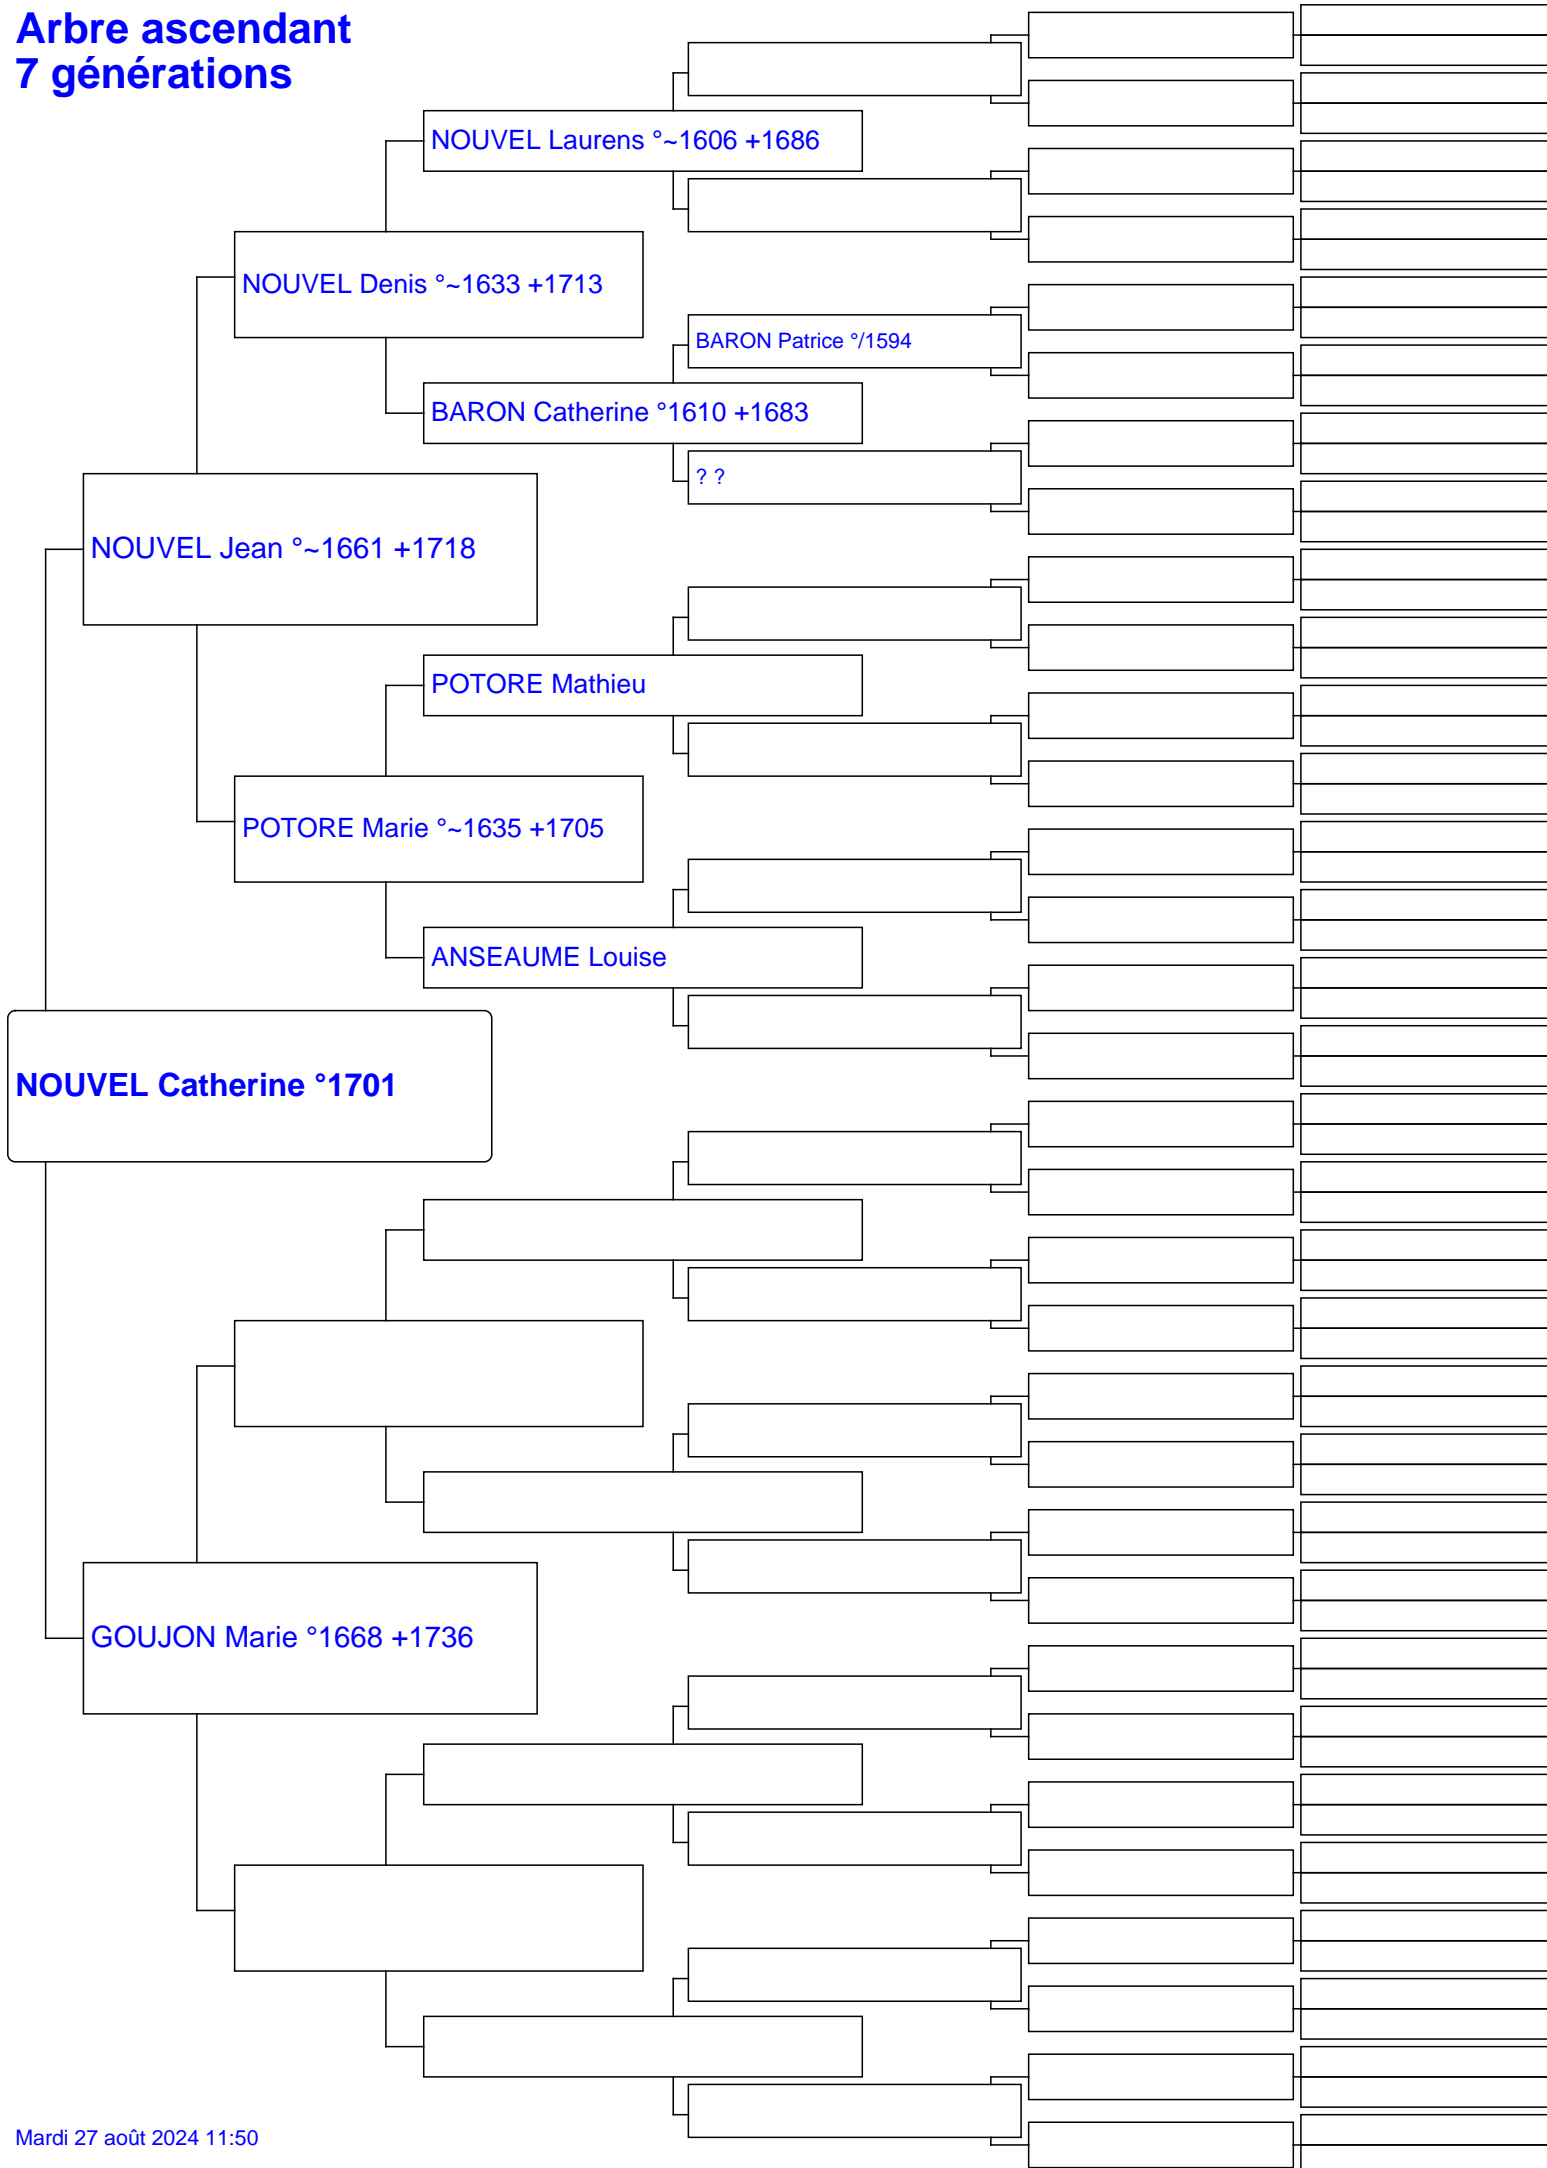 Arbre ascendant
7 générations
NOUVEL Laurens °~1606 +1686
NOUVEL Denis °~1633 +1713
BARON Patrice °/1594
BARON Catherine °1610 +1683
? ?
NOUVEL Jean °~1661 +1718
POTORE Mathieu
POTORE Marie °~1635 +1705
ANSEAUME Louise
NOUVEL Catherine °1701
GOUJON Marie °1668 +1736
Mardi 27 août 2024 11:50